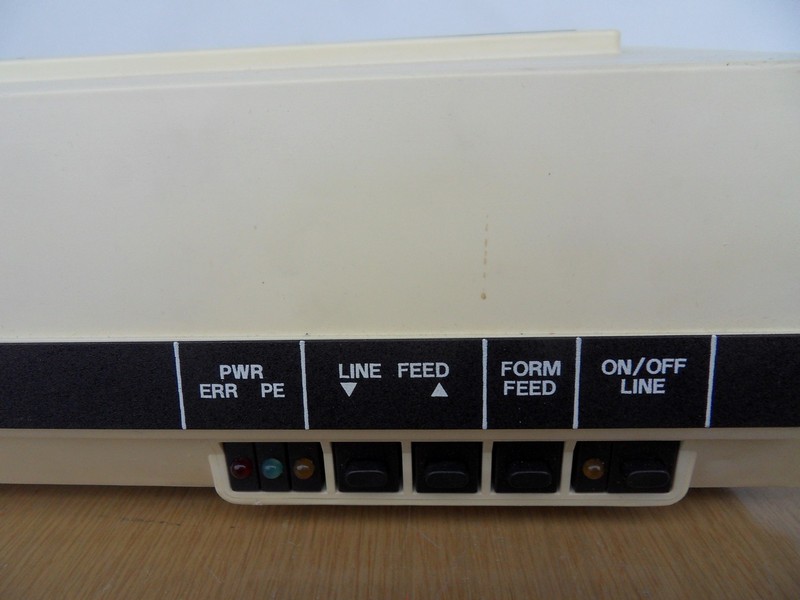 PWR
ERR PE
LINE FEED
▼ ▲
FORM
FEED
ON/OFF
LINE